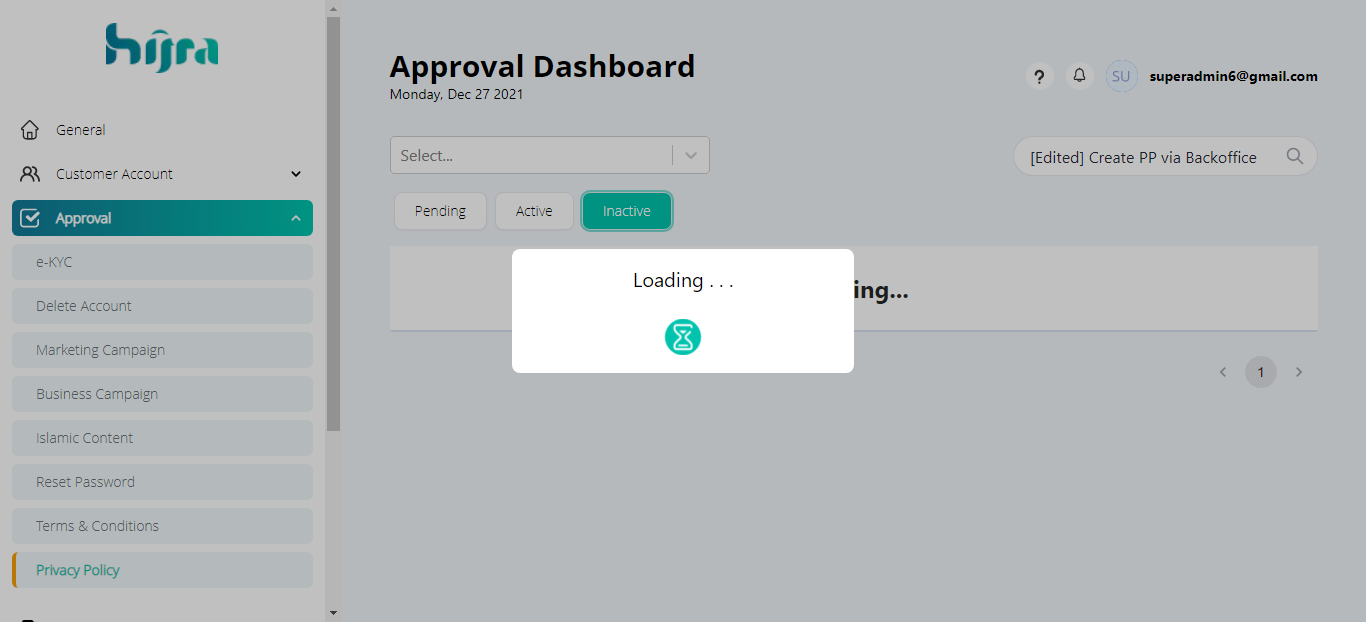 hijra
General
Customer Account
Approval
e-KYC
Delete Account
Marketing Campaign
Business Campaign
Islamic Content
Reset Password
Terms & Conditions
Privacy Policy
Approval Dashboard
Monday, Dec 27 2021
?
SU
superadmin6@gmail.com
Select...
[Edited] Create PP via Backoffice
Pending
Active
Inactive
ing...
Loading . . .
1